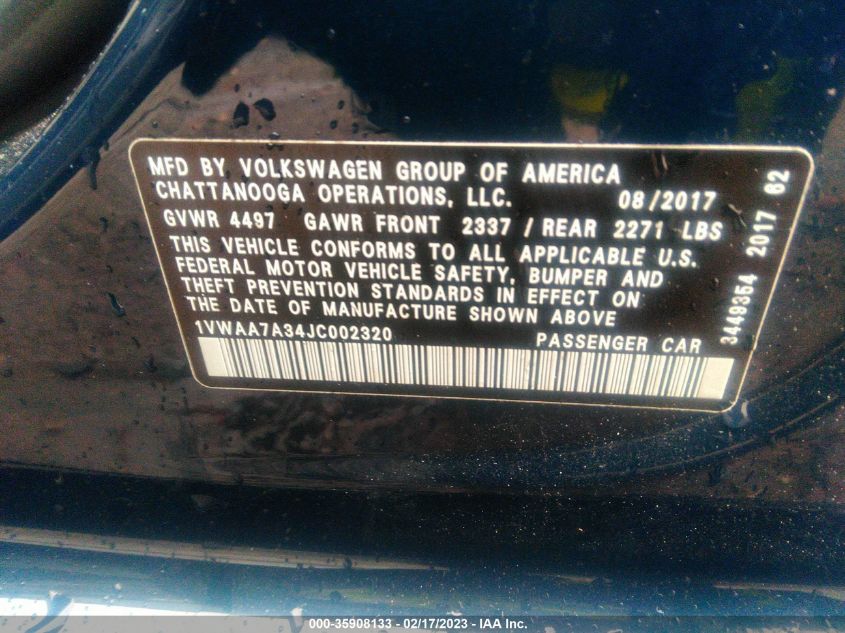 MFD BY VOLKSWAGEN GROUP OF AMERICA
CHATTANOOGA OPERATIONS, LLC. 08/2017
GVWR 4497 GAWR FRONT 2337 / REAR 2271 LBS
THIS VEHICLE CONFORMS TO ALL APPLICABLE U.S.
FEDERAL MOTOR VEHICLE SAFETY, BUMPER AND
THEFT PREVENTION STANDARDS IN EFFECT ON
THE DATE OF MANUFACTURE SHOWN ABOVE
1VWAA7A34JC002320 PASSENGER CAR
3449354 2017 62
000-35908133 - 02/17/2023 - IAA Inc.